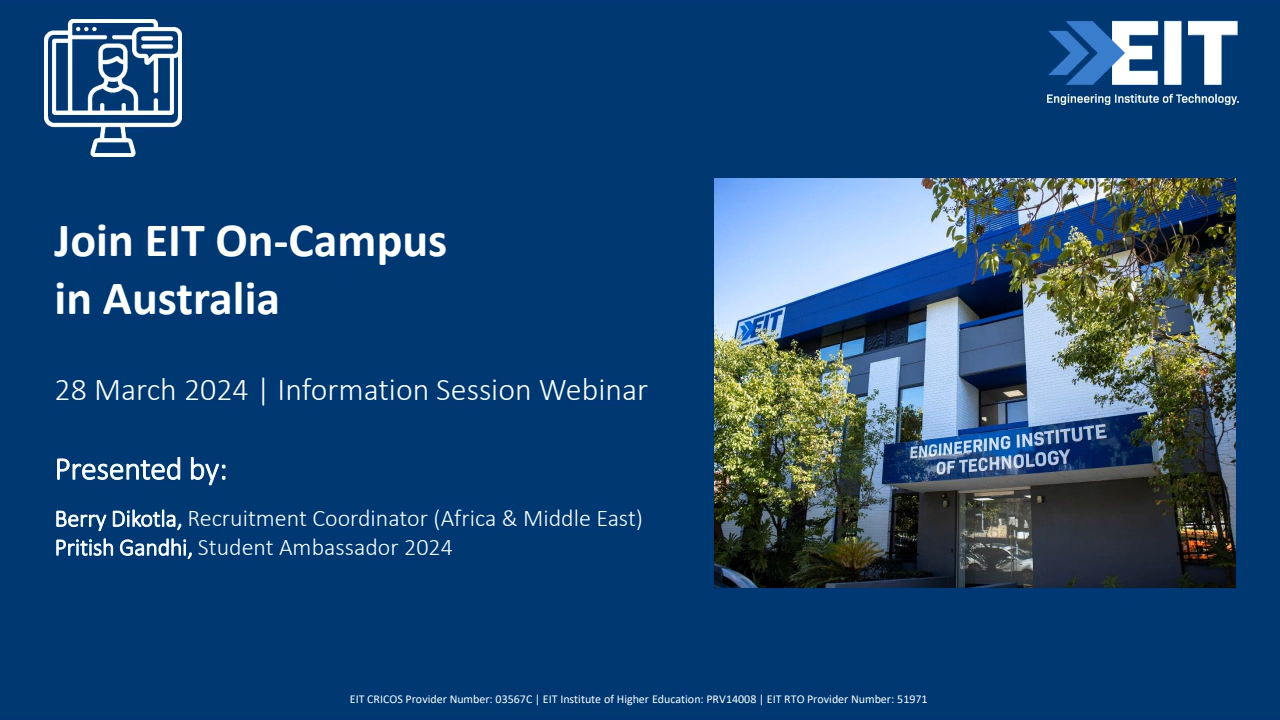 EIT
Engineering Institute of Technology.
Join EIT On-Campus
in Australia
28 March 2024 | Information Session Webinar
Presented by:
Berry Dikotla, Recruitment Coordinator (Africa & Middle East)
Pritish Gandhi, Student Ambassador 2024
EIT
ENGINEERING INSTITUTE
OF TECHNOLOGY
EIT CRICOS Provider Number: 03567C | EIT Institute of Higher Education: PRV14008 | EIT RTO Provider Number: 51971